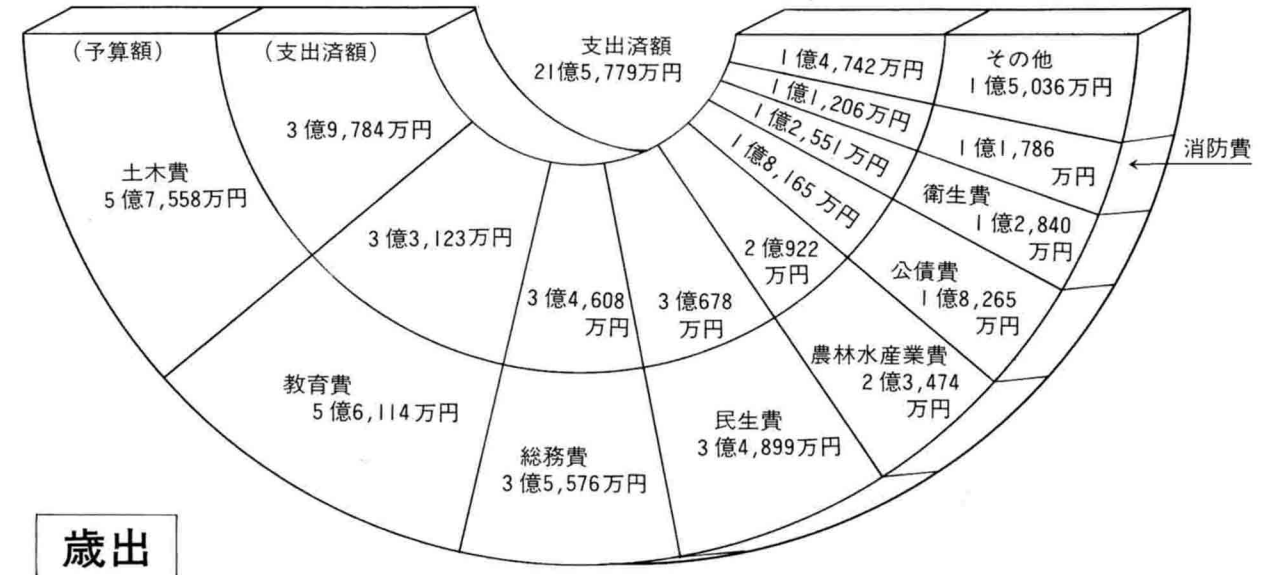 （予算額）
（支出済額）
支出済額
21億5,779万円
土木費
5億7,558万円
3億9,784万円
教育費
5億6,114万円
3億3,123万円
総務費
3億5,576万円
3億4,608
万円
民生費
3億4,899万円
3億678
万円
農林水産業費
2億3,474
万円
2億922
万円
公債費
1億8,265
万円
1億8,165万円
衛生費
1億2,840
万円
1億2,551万円
消防費
1億1,786
万円
1億1,206万円
その他
1億5,036万円
1億4,742万円
歳出